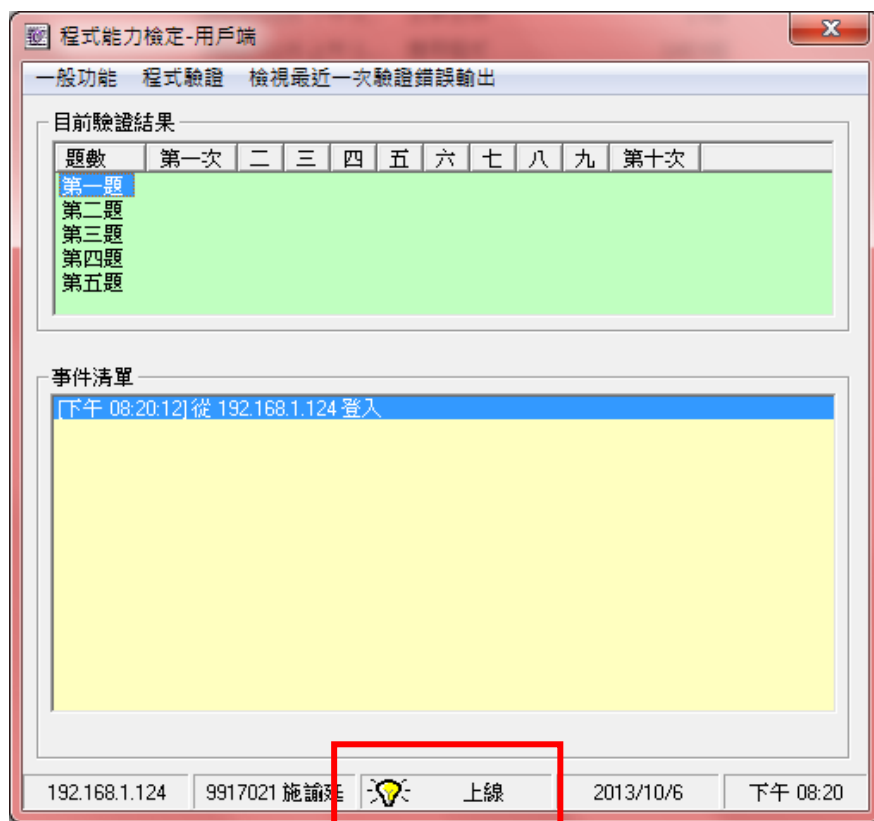 程式能力檢定-用戶端
一般功能 程式驗證 檢視最近一次驗證錯誤輸出
目前驗證結果
題數 第一次 二 三 四 五 六 七 八 九 第十次
第一題
第二題
第三題
第四題
第五題
事件清單
[下午 08:20:12] 從 192.168.1.124 登入
192.168.1.124 9917021 施諭延 上線 2013/10/6 下午 08:20